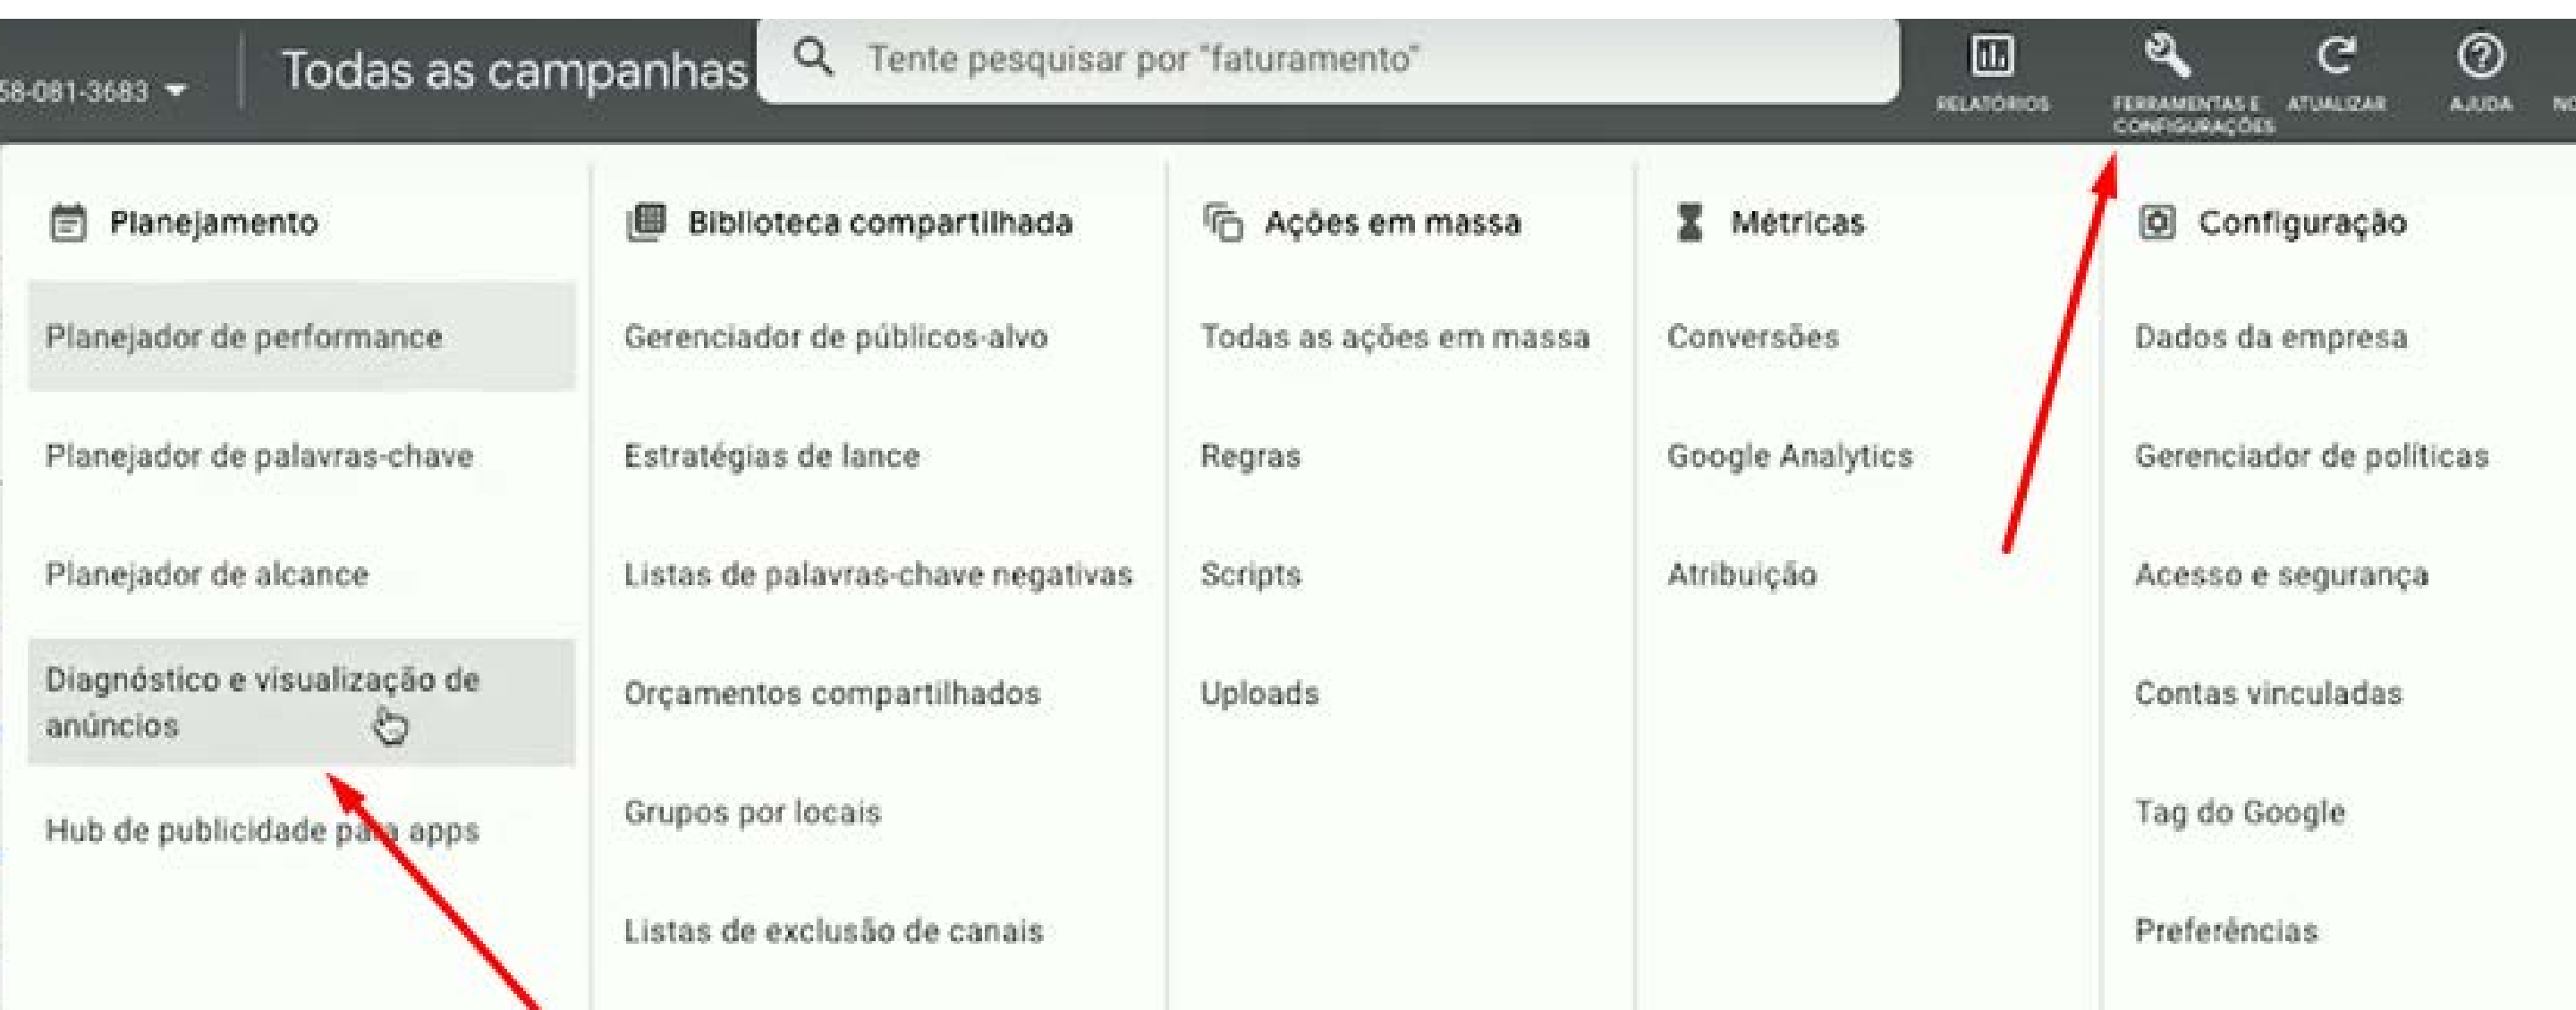 58-081-3683
Todas as campanhas
Tente pesquisar por "faturamento"
RELATÓRIOS
FERRAMENTAS E
CONFIGURAÇÕES
ATUALIZAR
AJUDA
NO
Planejamento
Planejador de performance
Planejador de palavras-chave
Planejador de alcance
Diagnóstico e visualização de
anúncios
Hub de publicidade para apps
Biblioteca compartilhada
Gerenciador de públicos-alvo
Estratégias de lance
Listas de palavras-chave negativas
Orçamentos compartilhados
Grupos por locais
Listas de exclusão de canais
Ações em massa
Todas as ações em massa
Regras
Scripts
Uploads
Métricas
Conversões
Google Analytics
Atribuição
Configuração
Dados da empresa
Gerenciador de políticas
Acesso e segurança
Contas vinculadas
Tag do Google
Preferências